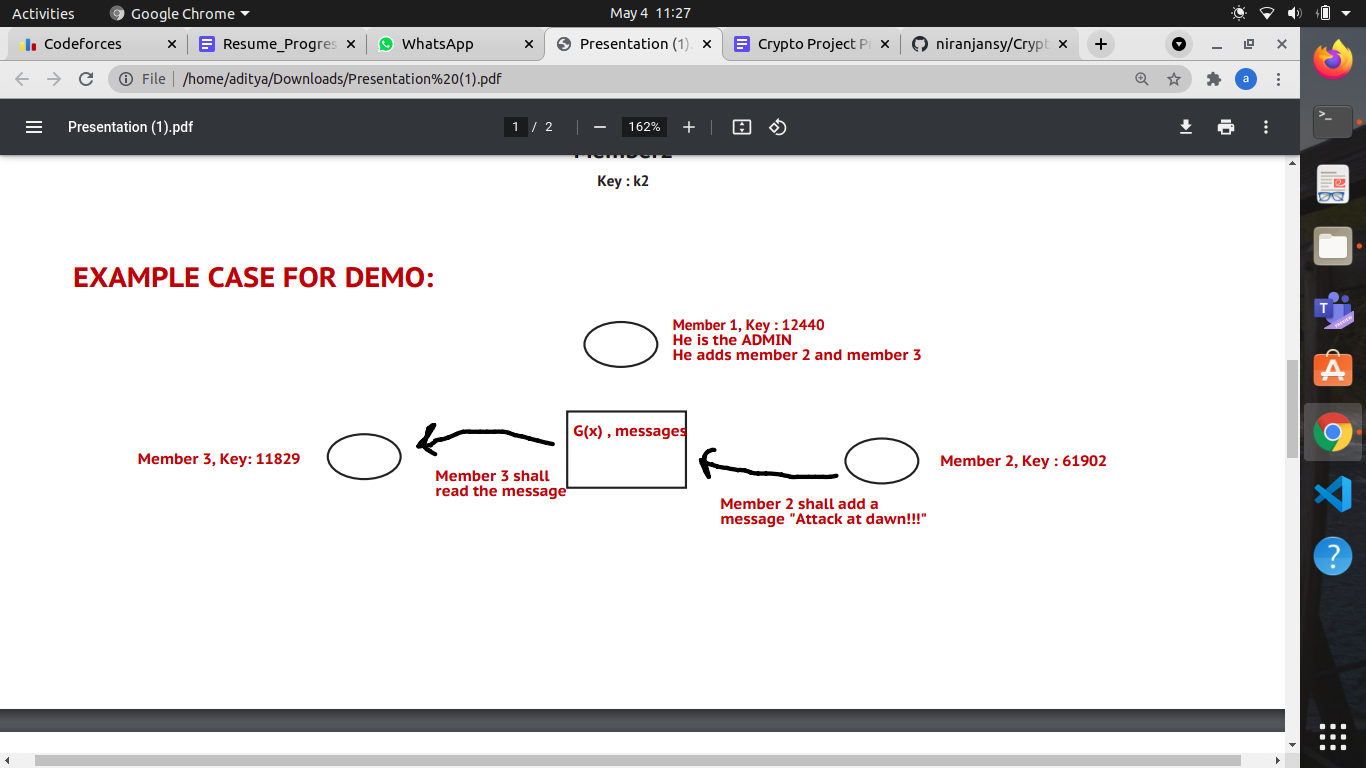 Activities
Google Chrome
May 4 11:27
Codeforces
Resume_Progres
WhatsApp
Presentation (1).
Crypto Project P
niranjansy/Crypt
File
/home/aditya/Downloads/Presentation%20(1).pdf
a
Presentation (1).pdf
1 / 2
162%
Member2
Key : k2
EXAMPLE CASE FOR DEMO:
Member 1, Key : 12440
He is the ADMIN
He adds member 2 and member 3
G(x) , messages
Member 3, Key: 11829
Member 2, Key : 61902
Member 3 shall
read the message
Member 2 shall add a
message "Attack at dawn!!!"